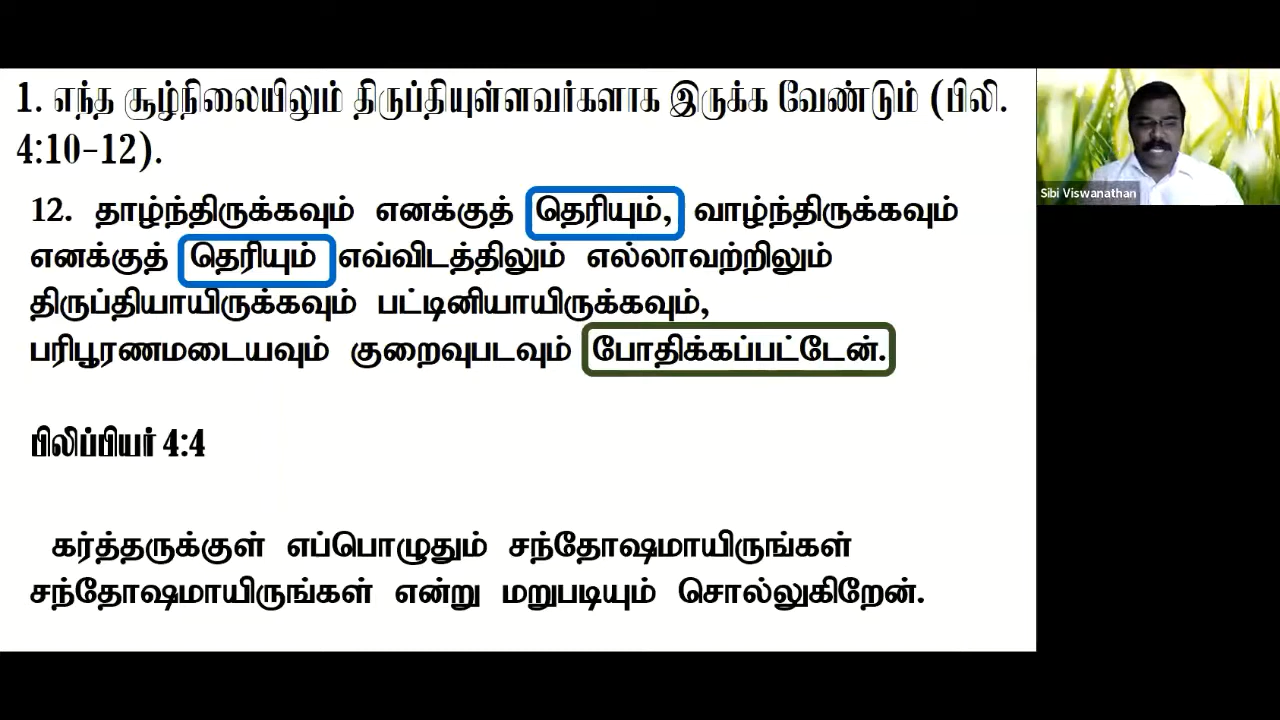 1. எந்த சூழ்நிலையிலும் திருப்தியுள்ளவர்களாக இருக்க வேண்டும் (பிலி.
4:10-12).
12. தாழ்ந்திருக்கவும் எனக்குத் தெரியும், வாழ்ந்திருக்கவும்
எனக்குத் தெரியும் எவ்விடத்திலும் எல்லாவற்றிலும்
திருப்தியாயிருக்கவும் பட்டினியாயிருக்கவும்,
பரிபூரணமடையவும் குறைவுபடவும் போதிக்கப்பட்டேன்.
பிலிப்பியர் 4:4
கர்த்தருக்குள் எப்பொழுதும் சந்தோஷமாயிருங்கள்
சந்தோஷமாயிருங்கள் என்று மறுபடியும் சொல்லுகிறேன்.
Sibi Viswanathan